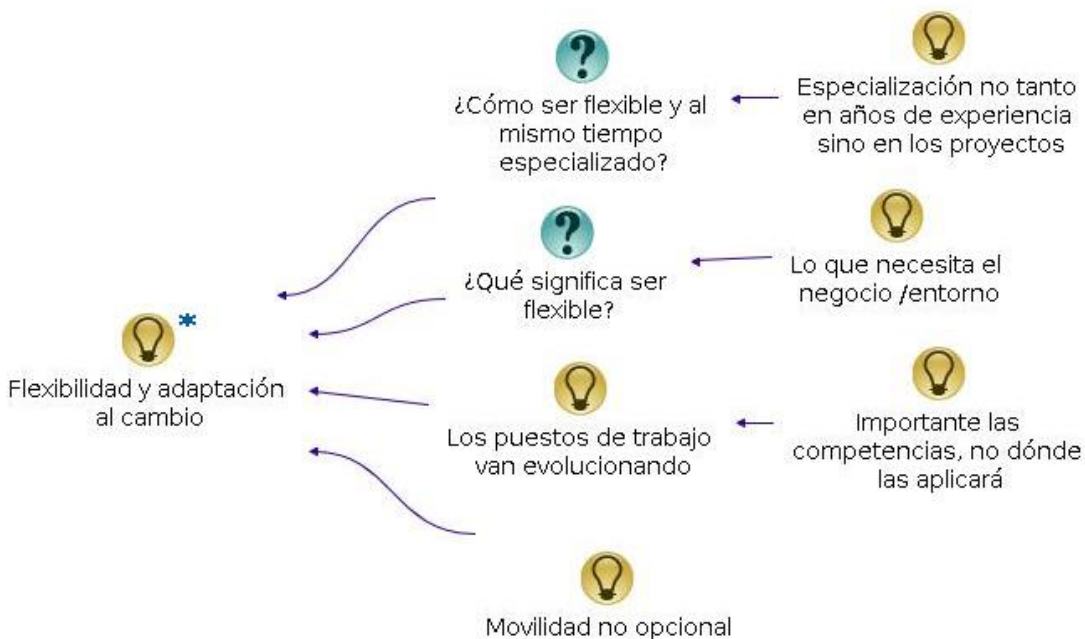 ¿Cómo ser flexible y al
mismo tiempo
especializado?
Especialización no tanto
en años de experiencia
sino en los proyectos
¿Qué significa ser
flexible?
Lo que necesita el
negocio /entorno
*
Flexibilidad y adaptación
al cambio
Los puestos de trabajo
van evolucionando
Importante las
competencias, no dónde
las aplicará
Movilidad no opcional